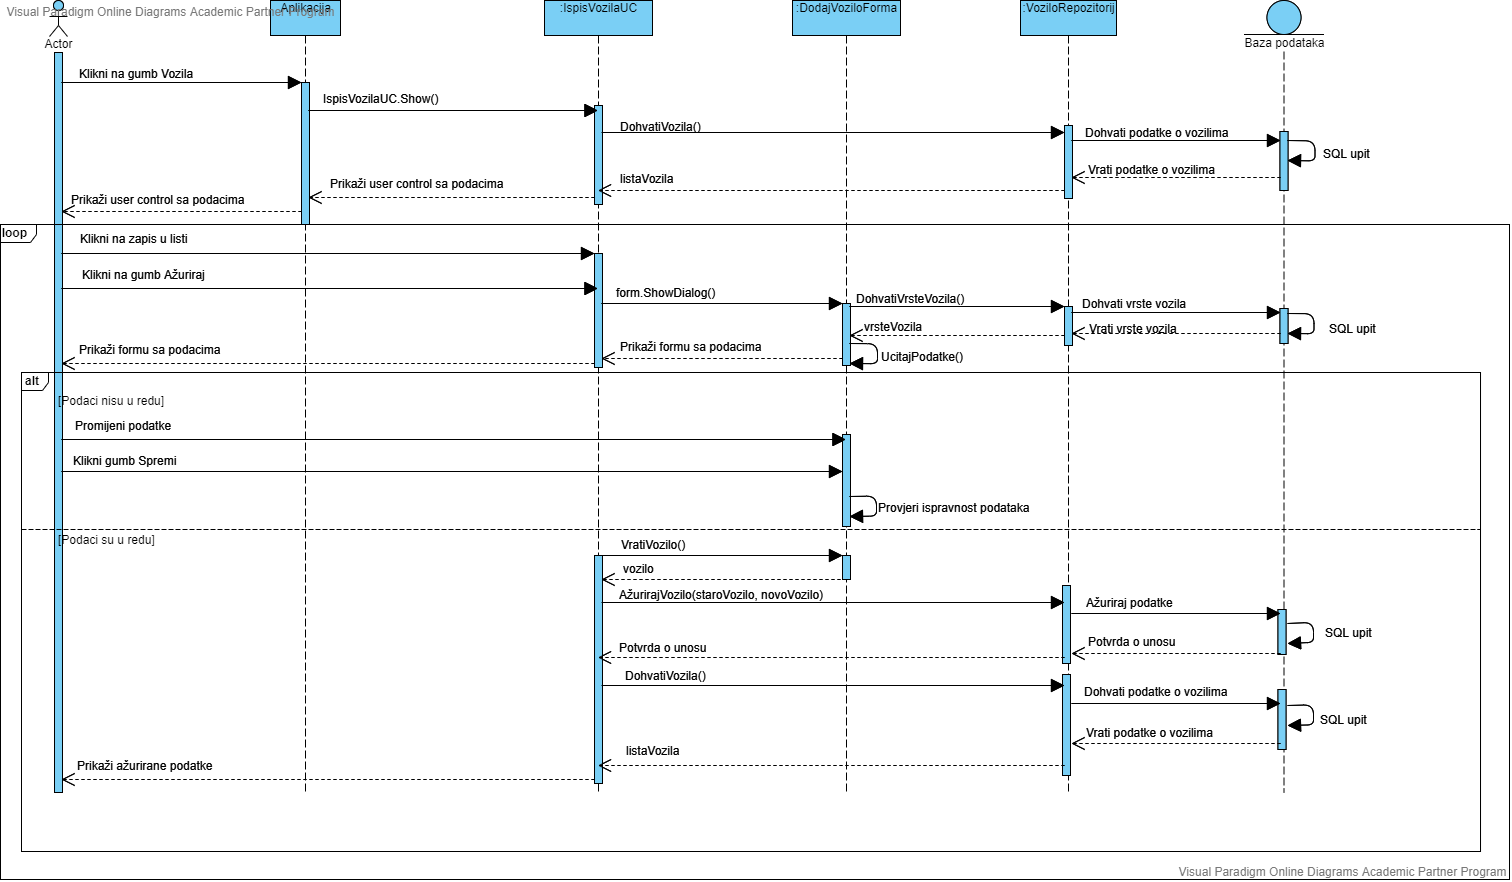 Visual Paradigm Online Diagrams Academic Partner Program
Aplikacija
:IspisVozilaUC
:DodajVoziloForma
:VoziloRepozitorij
Actor
Baza podataka
Klikni na gumb Vozila
IspisVozilaUC.Show()
DohvatiVozila()
Dohvati podatke o vozilima
SQL upit
Vrati podatke o vozilima
listaVozila
Prikaži user control sa podacima
Prikaži user control sa podacima
loop
Klikni na zapis u listi
Klikni na gumb Ažuriraj
form.ShowDialog()
DohvatiVrsteVozila()
Dohvati vrste vozila
SQL upit
vrsteVozila
Vrati vrste vozila
Prikaži formu sa podacima
Prikaži formu sa podacima
UcitajPodatke()
alt
[Podaci nisu u redu]
Promijeni podatke
Klikni gumb Spremi
Provjeri ispravnost podataka
[Podaci su u redu]
VratiVozilo()
vozilo
AžurirajVozilo(staroVozilo, novoVozilo)
Ažuriraj podatke
SQL upit
Potvrda o unosu
Potvrda o unosu
DohvatiVozila()
Dohvati podatke o vozilima
SQL upit
Vrati podatke o vozilima
listaVozila
Prikaži ažurirane podatke
Visual Paradigm Online Diagrams Academic Partner Program